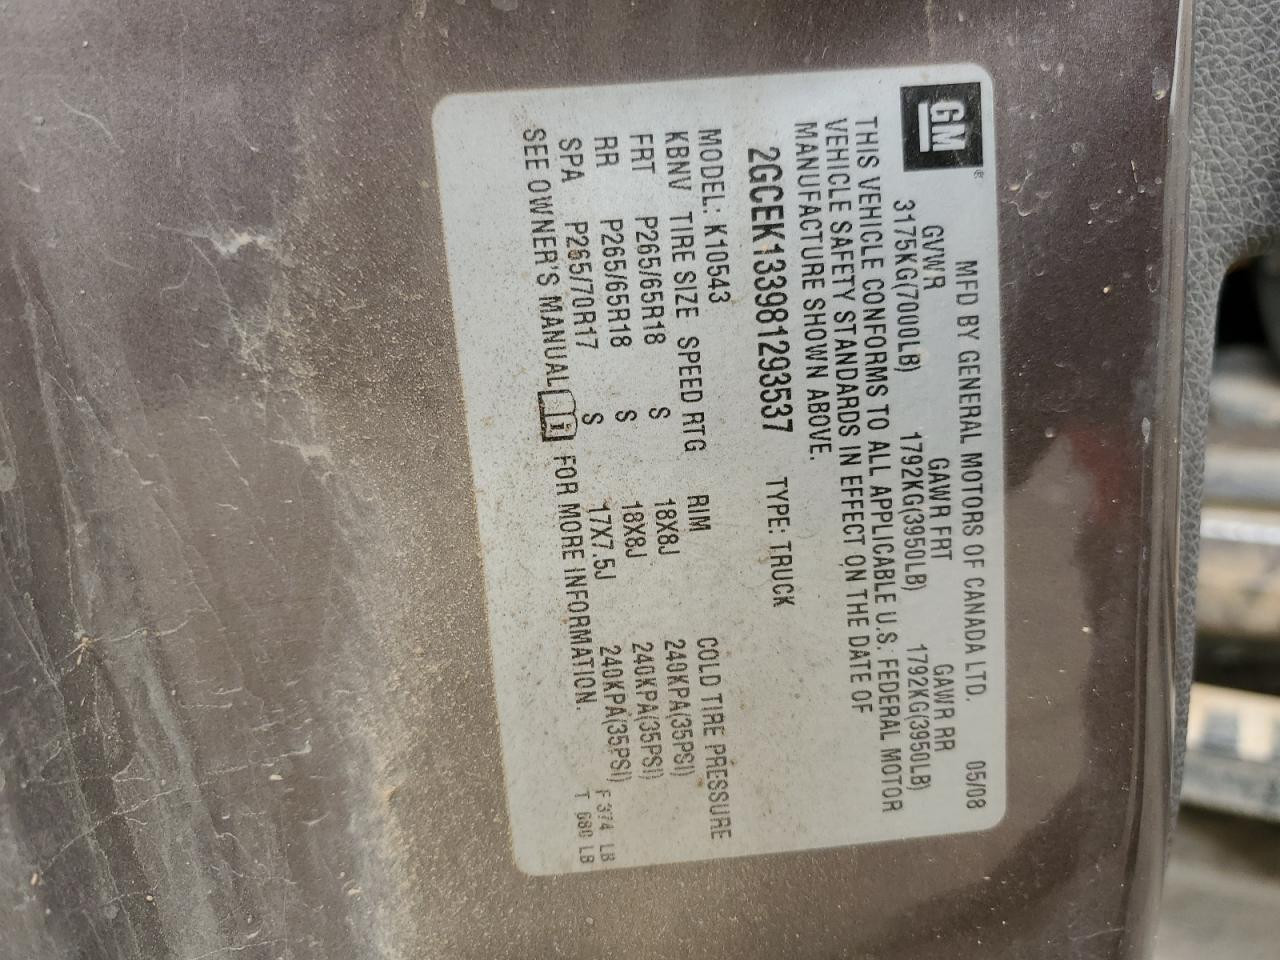 GM®
MFD BY GENERAL MOTORS OF CANADA LTD. 05/08
GVWR GAWR FRT GAWR RR
3175KG(7000LB) 1792KG(3950LB) 1792KG(3950LB)
THIS VEHICLE CONFORMS TO ALL APPLICABLE U.S. FEDERAL MOTOR
VEHICLE SAFETY STANDARDS IN EFFECT ON THE DATE OF
MANUFACTURE SHOWN ABOVE.
2GCEK133981293537 TYPE: TRUCK
MODEL: K10543
KBNV TIRE SIZE SPEED RTG RIM COLD TIRE PRESSURE
FRT P265/65R18 S 18X8J 240KPA(35PSI)
RR P265/65R18 S 18X8J 240KPA(35PSI)
SPA P265/70R17 S 17X7.5J 240KPA(35PSI)
SEE OWNER'S MANUAL i FOR MORE INFORMATION.
F 374 LB
T 680 LB